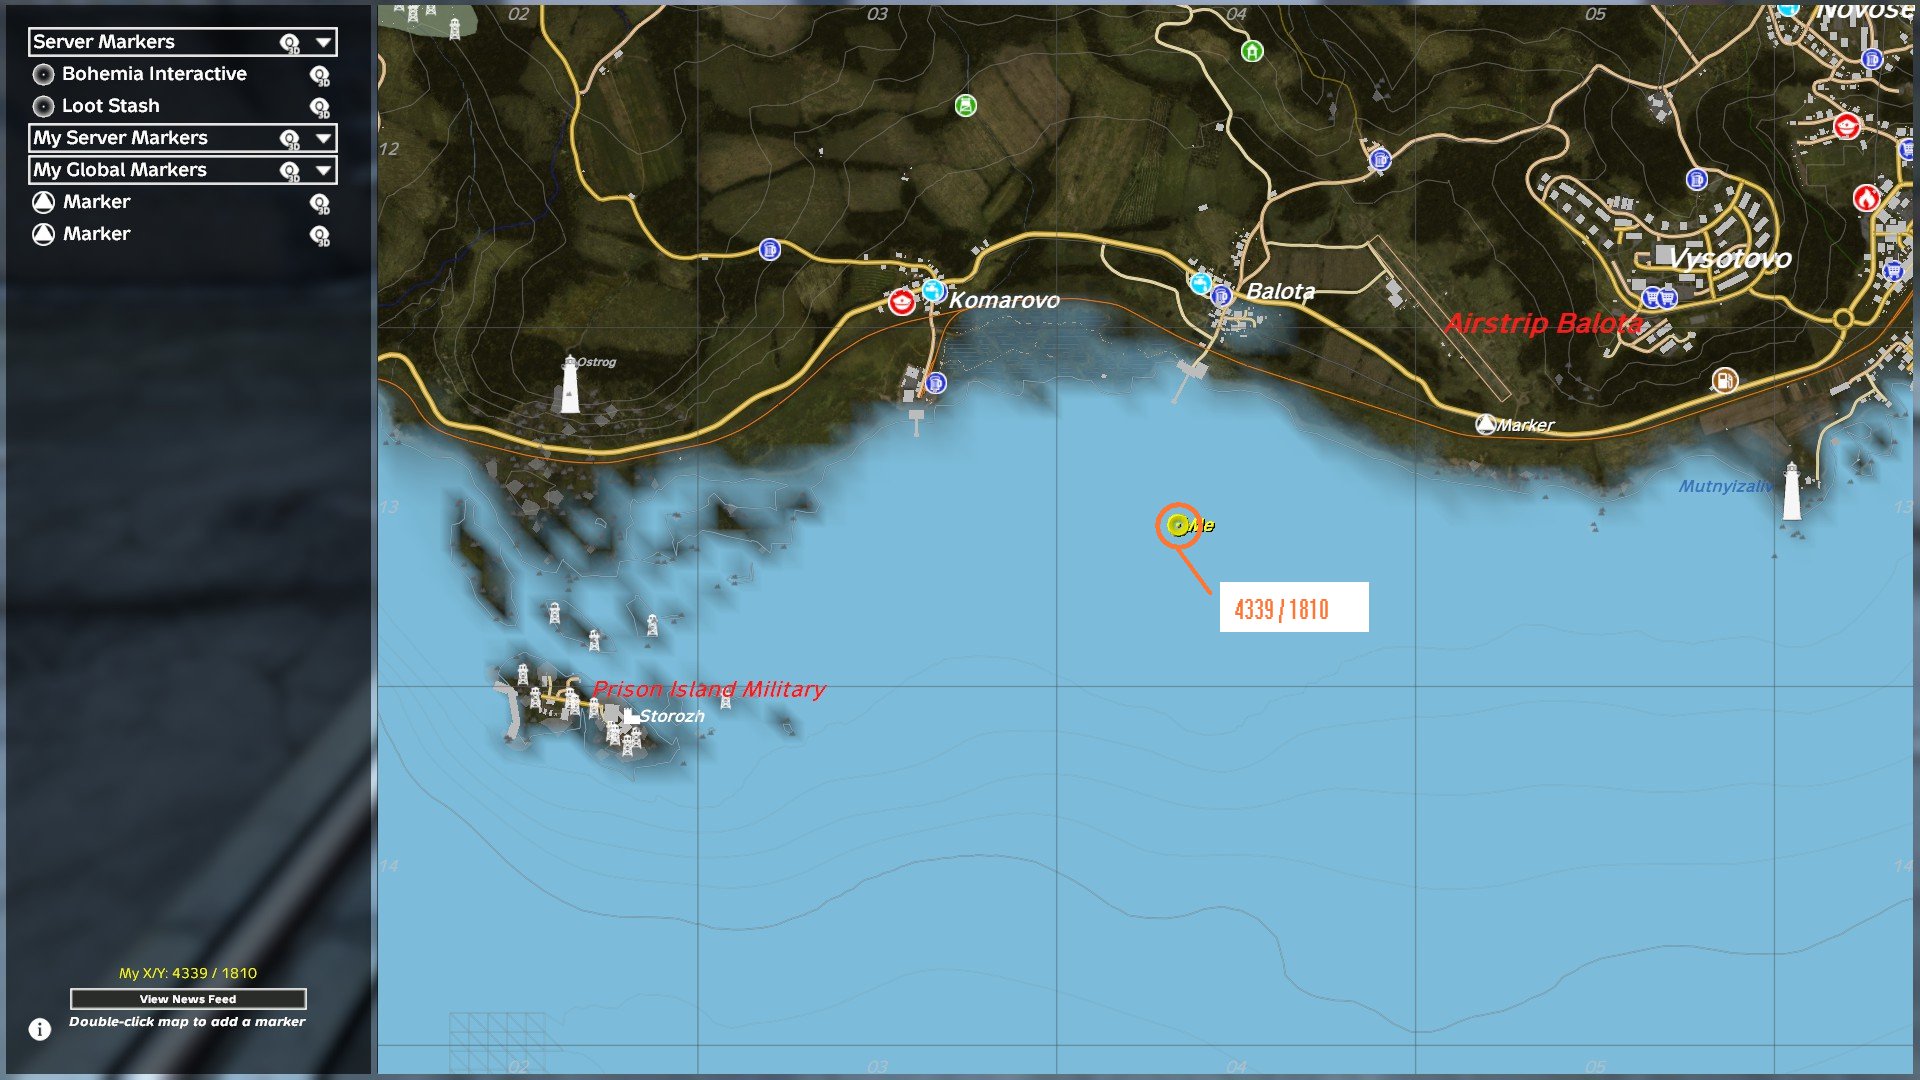 Server Markers
Bohemia Interactive
Loot Stash
My Server Markers
My Global Markers
Marker
Marker
My X/Y: 4339 / 1810
View News Feed
Double-click map to add a marker
02 03 04 05
12
Komarovo
Balota
Vysotovo
Airstrip Balota
Ostrog
Marker
Mutnyizaliv
13 13
Me
4339 / 1810
Prison Island Military
Storozh
14 14
02 03 04 05